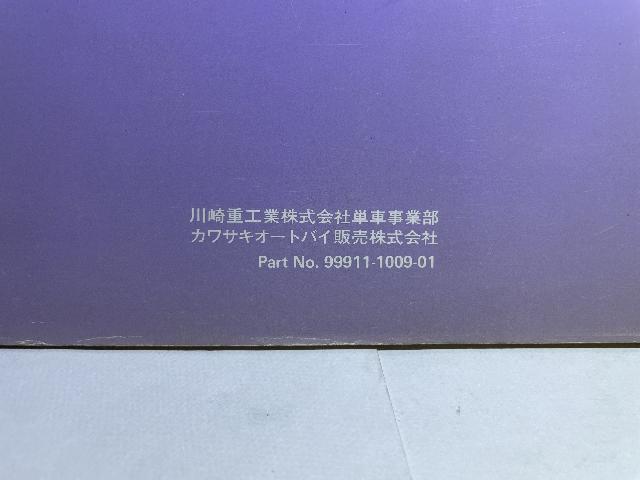 川崎重工業株式会社単車事業部
カワサキオートバイ販売株式会社
Part No. 99911-1009-01